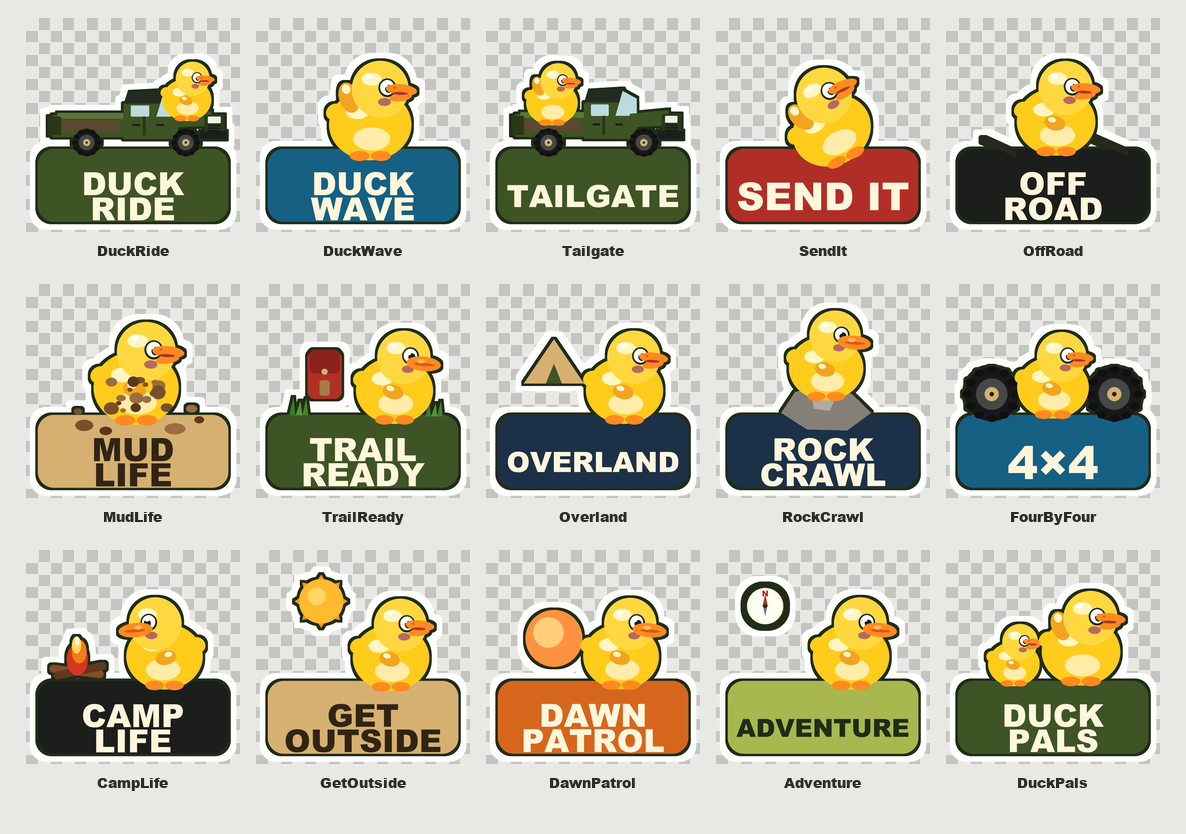 DUCK
RIDE
DuckRide
DUCK
WAVE
DuckWave
TAILGATE
Tailgate
SEND IT
SendIt
OFF
ROAD
OffRoad
MUD
LIFE
MudLife
TRAIL
READY
TrailReady
OVERLAND
Overland
ROCK
CRAWL
RockCrawl
4×4
FourByFour
CAMP
LIFE
CampLife
GET
OUTSIDE
GetOutside
DAWN
PATROL
DawnPatrol
N
ADVENTURE
Adventure
DUCK
PALS
DuckPals